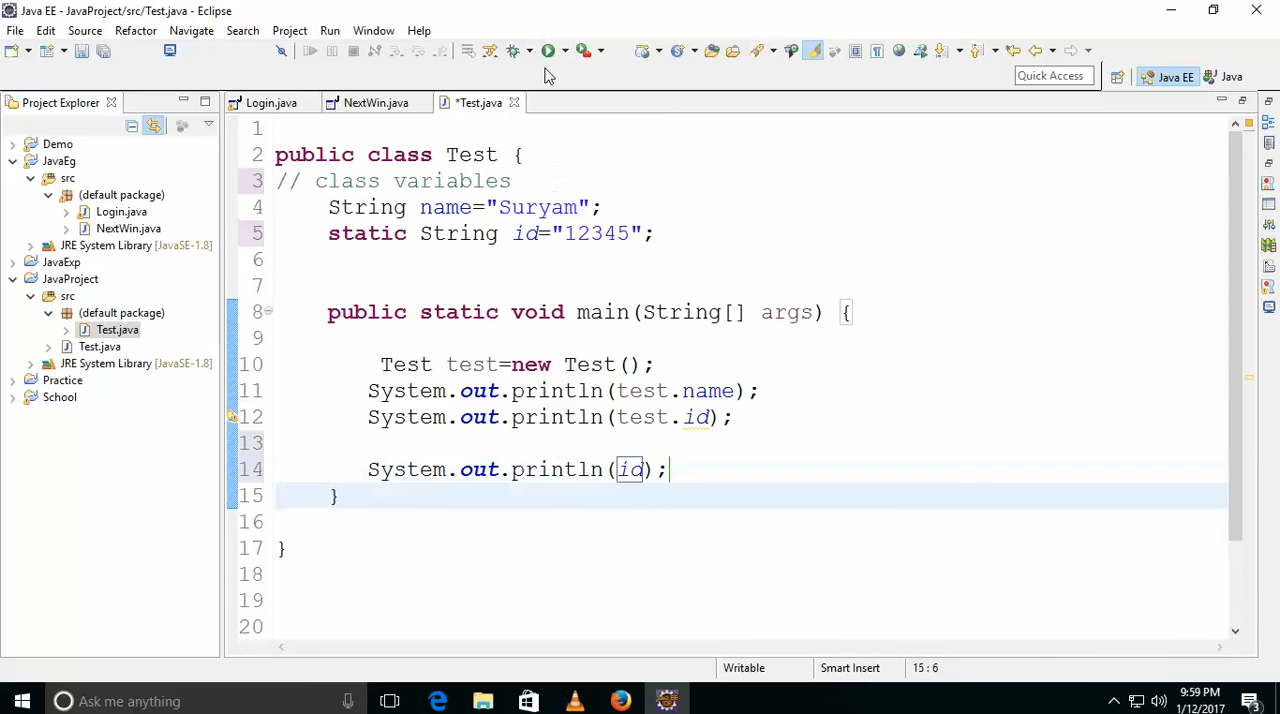 Java EE - JavaProject/src/Test.java - Eclipse
File Edit Source Refactor Navigate Search Project Run Window Help
Quick Access
Java EE
Java
Project Explorer
Login.java
NextWin.java
*Test.java
Demo
JavaEg
src
(default package)
Login.java
NextWin.java
JRE System Library [JavaSE-1.8]
JavaExp
JavaProject
src
(default package)
Test.java
Test.java
JRE System Library [JavaSE-1.8]
Practice
School
1
2 public class Test {
3 // class variables
4 String name="Suryam";
5 static String id="12345";
6
7
8 public static void main(String[] args) {
9
10 Test test=new Test();
11 System.out.println(test.name);
12 System.out.println(test.id);
13
14 System.out.println(id);
15 }
16
17 }
18
19
20
Writable
Smart Insert
15 : 6
Ask me anything
9:59 PM
1/12/2017
3